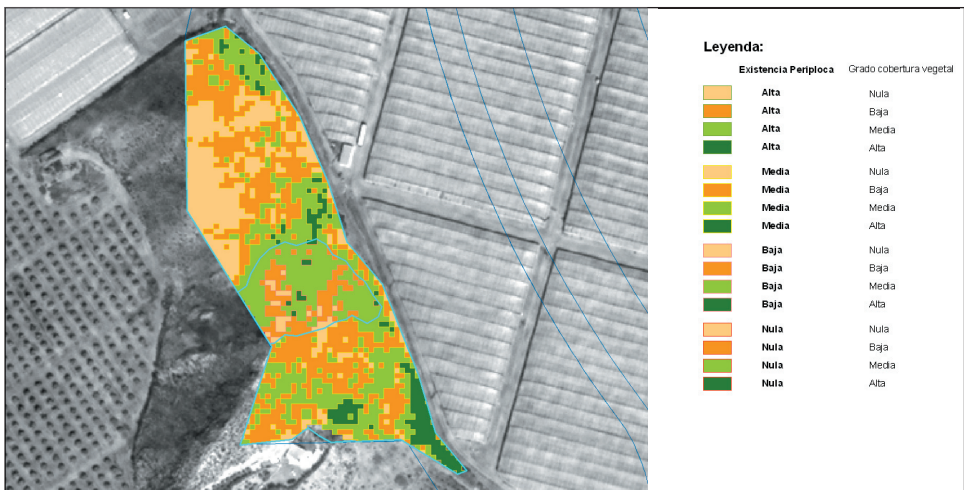 Leyenda:
Existencia Periploca Grado cobertura vegetal
Alta Nula
Alta Baja
Alta Media
Alta Alta
Media Nula
Media Baja
Media Media
Media Alta
Baja Nula
Baja Baja
Baja Media
Baja Alta
Nula Nula
Nula Baja
Nula Media
Nula Alta